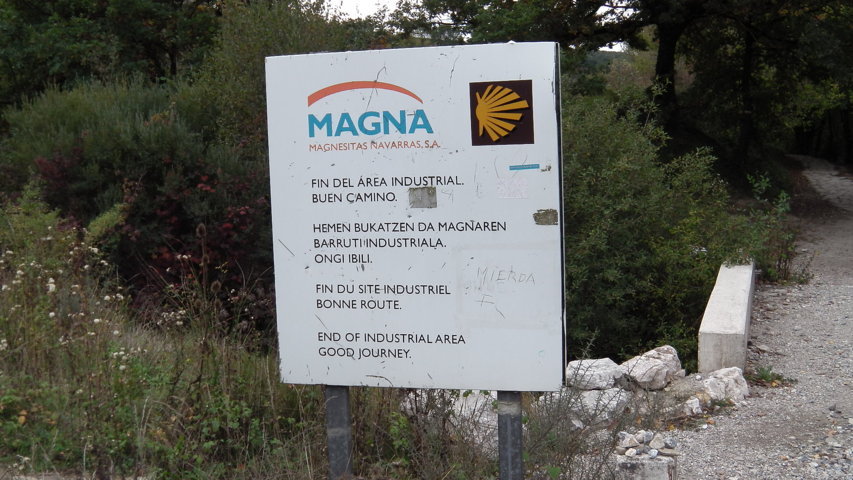 MAGNA
MAGNESITAS NAVARRAS, S.A.
FIN DEL ÁREA INDUSTRIAL.
BUEN CAMINO.
HEMEN BUKATZEN DA MAGNAREN
BARRUTI INDUSTRIALA.
ONGI IBILI.
MIERDA
FIN DU SITE INDUSTRIEL
BONNE ROUTE.
END OF INDUSTRIAL AREA
GOOD JOURNEY.